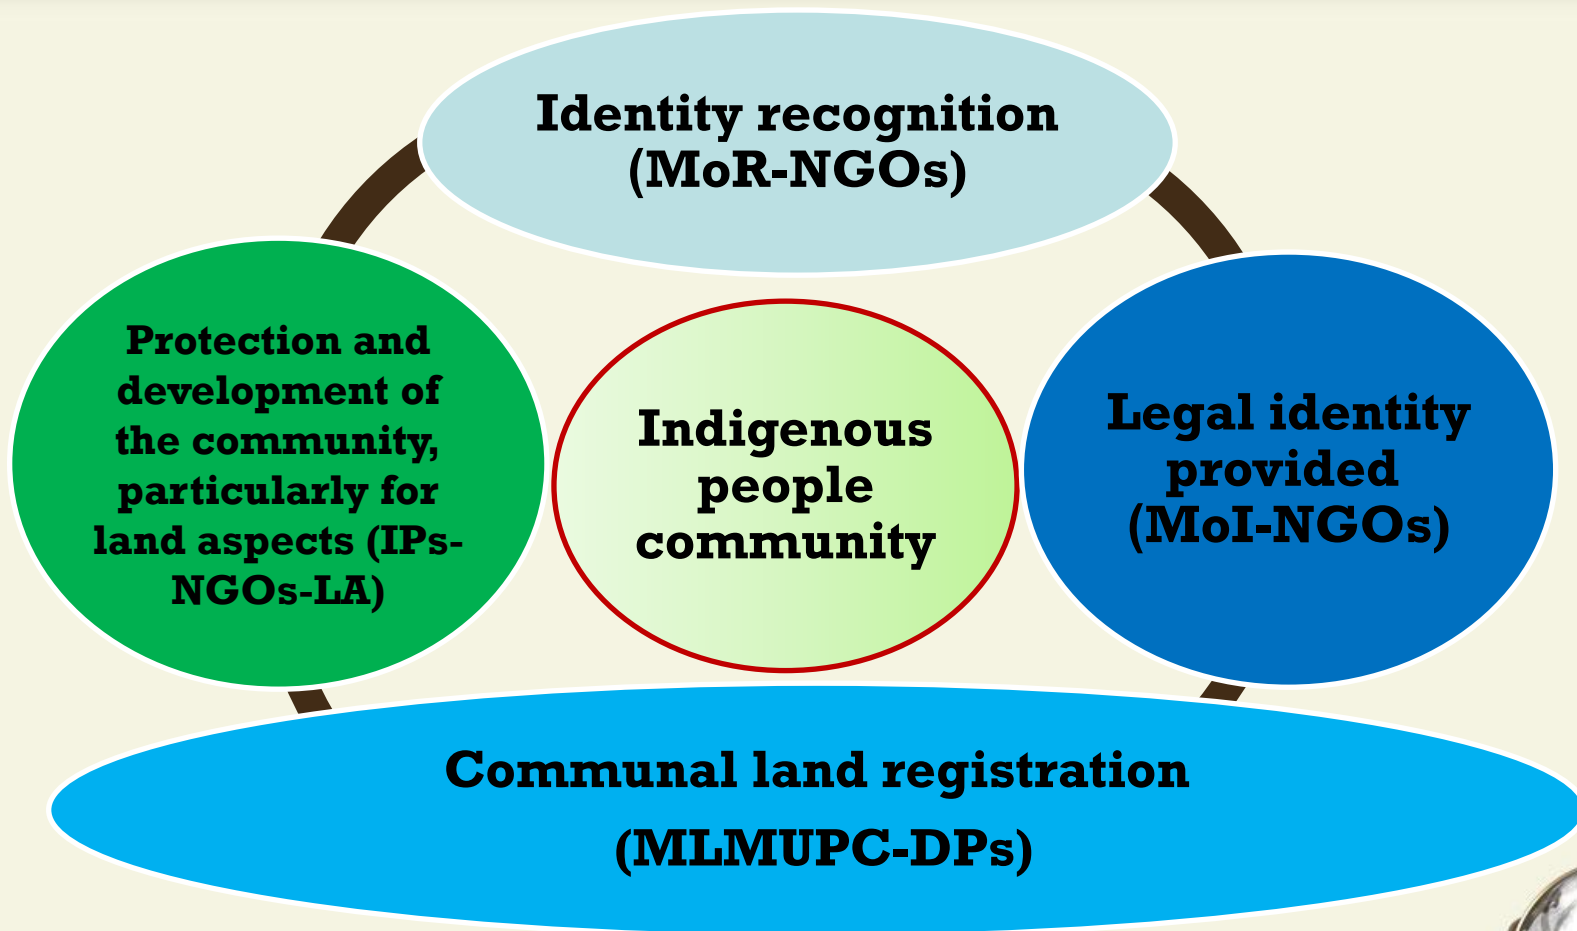 Identity recognition
(MoR-NGOs)
Protection and
development of
the community,
particularly for
land aspects (IPs-
NGOs-LA)
Indigenous
people
community
Legal identity
provided
(MoI-NGOs)
Communal land registration
(MLMUPC-DPs)